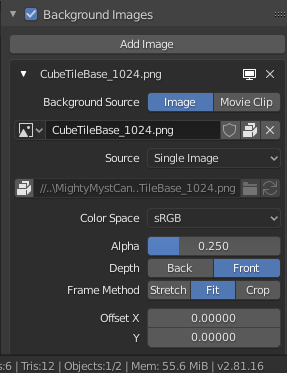 Background Images
Add Image
CubeTileBase_1024.png
Background Source Image Movie Clip
CubeTileBase_1024.png
Source Single Image
//..\MightyMystCan..TileBase_1024.png
Color Space sRGB
Alpha 0.250
Depth Back Front
Frame Method Stretch Fit Crop
Offset X 0.00000
Y 0.00000
:6 | Tris:12 | Objects:1/2 | Mem: 55.6 MiB | v2.81.16